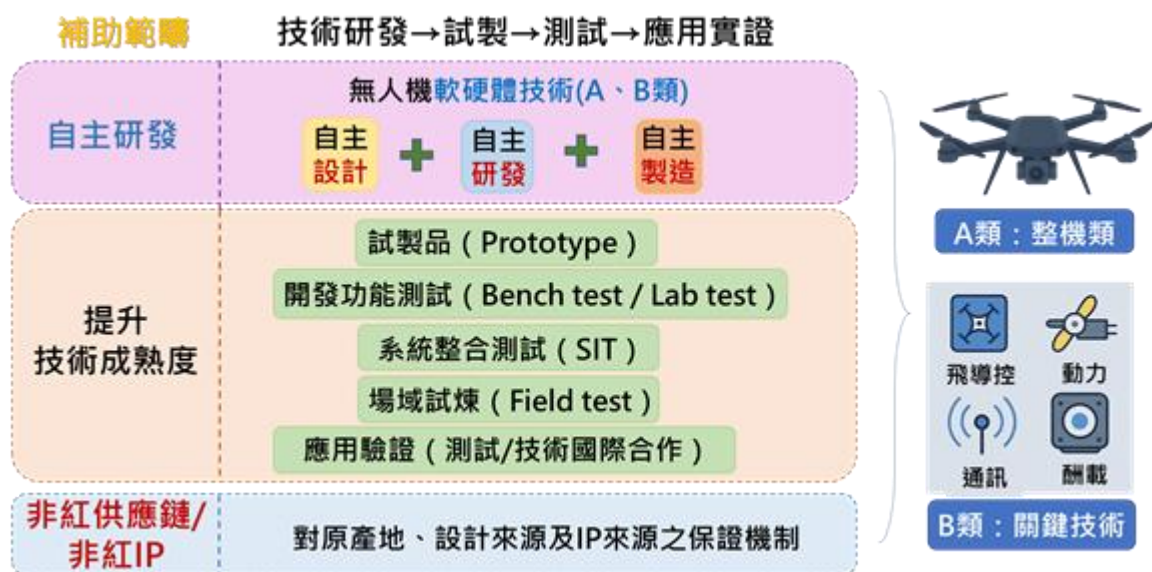 補助範疇
技術研發→試製→測試→應用實證
自主研發
無人機軟硬體技術(A、B類)
自主
設計
+
自主
研發
+
自主
製造
提升
技術成熟度
試製品（Prototype）
開發功能測試（Bench test / Lab test）
系統整合測試（SIT）
場域試煉（Field test）
應用驗證（測試/技術國際合作）
非紅供應鏈/
非紅IP
對原產地、設計來源及IP來源之保證機制
A類：整機類
飛導控
動力
通訊
酬載
B類：關鍵技術